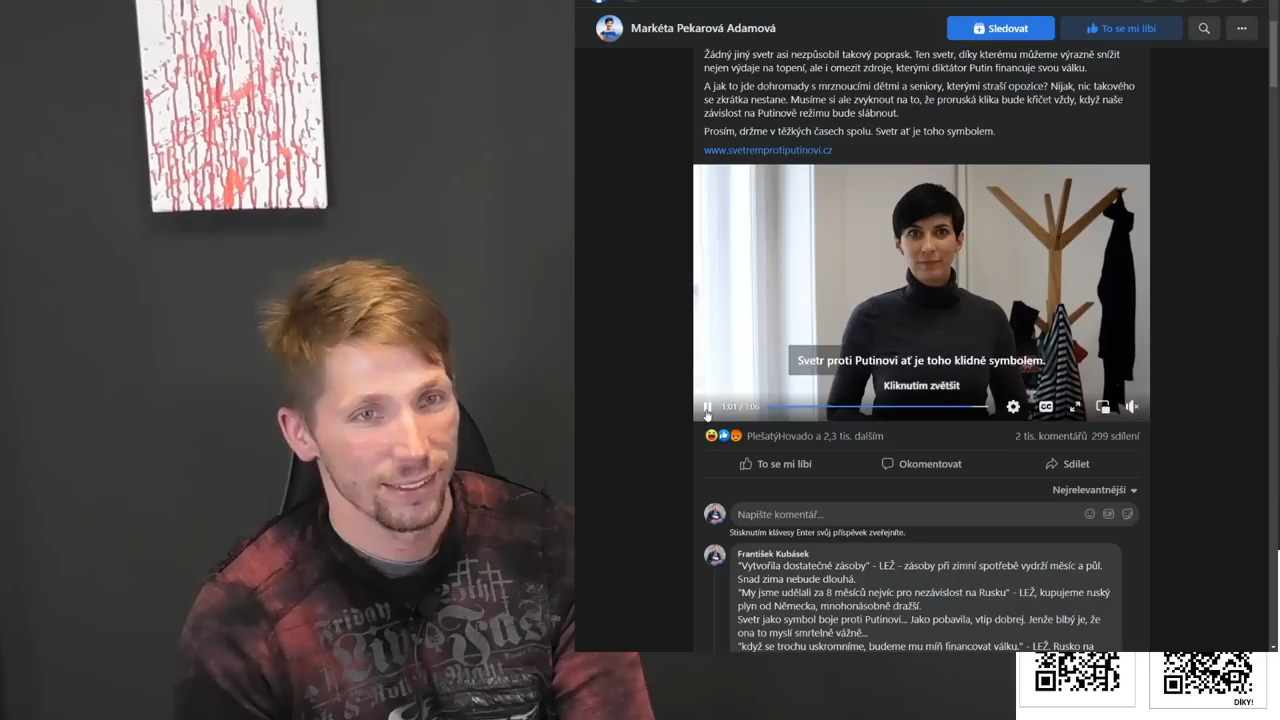 Markéta Pekarová Adamová
Sledovat
To se mi líbí
Žádný jiný svetr asi nezpůsobil takový poprask. Ten svetr, díky kterému můžeme výrazně snížit
nejen výdaje na topení, ale i omezit zdroje, kterými diktátor Putin financuje svou válku.
A jak to jde dohromady s mrznoucími dětmi a seniory, kterými straší opozice? Nijak, nic takového
se zkrátka nestane. Musíme si ale zvyknout na to, že proruská klika bude křičet vždy, když naše
závislost na Putinově režimu bude slábnout.
Prosím, držme v těžkých časech spolu. Svetr ať je toho symbolem.
www.svetremprotiputinovi.cz
Svetr proti Putinovi ať je toho klidně symbolem.
Kliknutím zvětšit
1:01 / 1:06
CC
PlešatýHovado a 2,3 tis. dalším
2 tis. komentářů 299 sdílení
To se mi líbí
Okomentovat
Sdílet
Nejrelevantnější
Napište komentář...
GIF
Stisknutím klávesy Enter svůj příspěvek zveřejníte.
František Kubásek
"Vytvořila dostatečné zásoby" - LEŽ - zásoby při zimní spotřebě vydrží měsíc a půl.
Snad zima nebude dlouhá.
"My jsme udělali za 8 měsíců nejvíc pro nezávislost na Rusku" - LEŽ, kupujeme ruský
plyn od Německa, mnohonásobně dražší.
Svetr jako symbol boje proti Putinovi... Jako pobavila, vtip dobrej. Jenže blbý je, že
ona to myslí smrtelně vážně...
"když se trochu uskromníme, budeme mu míň financovat válku." - LEŽ. Rusko na
Friday
DÍKY!